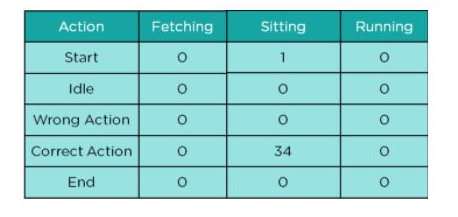 Action Fetching Sitting Running
Start 0 1 0
Idle 0 0 0
Wrong Action 0 0 0
Correct Action 0 34 0
End 0 0 0